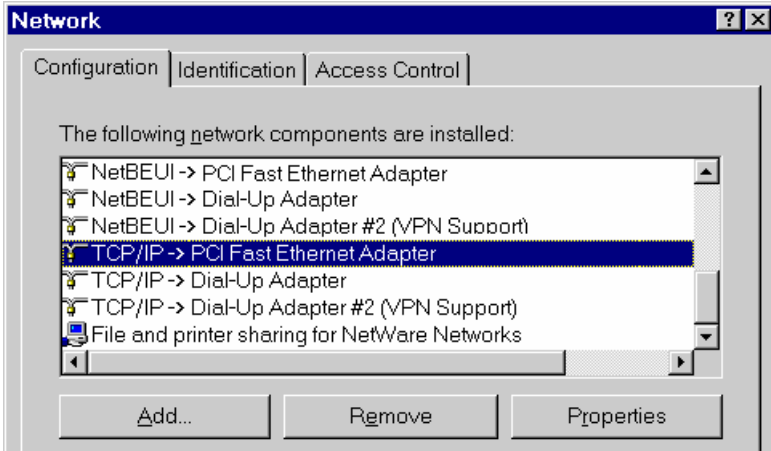 Network
Configuration Identification Access Control
The following network components are installed:
NetBEUI -> PCI Fast Ethernet Adapter
NetBEUI -> Dial-Up Adapter
NetBEUI -> Dial-Up Adapter #2 (VPN Support)
TCP/IP -> PCI Fast Ethernet Adapter
TCP/IP -> Dial-Up Adapter
TCP/IP -> Dial-Up Adapter #2 (VPN Support)
File and printer sharing for NetWare Networks
Add... Remove Properties